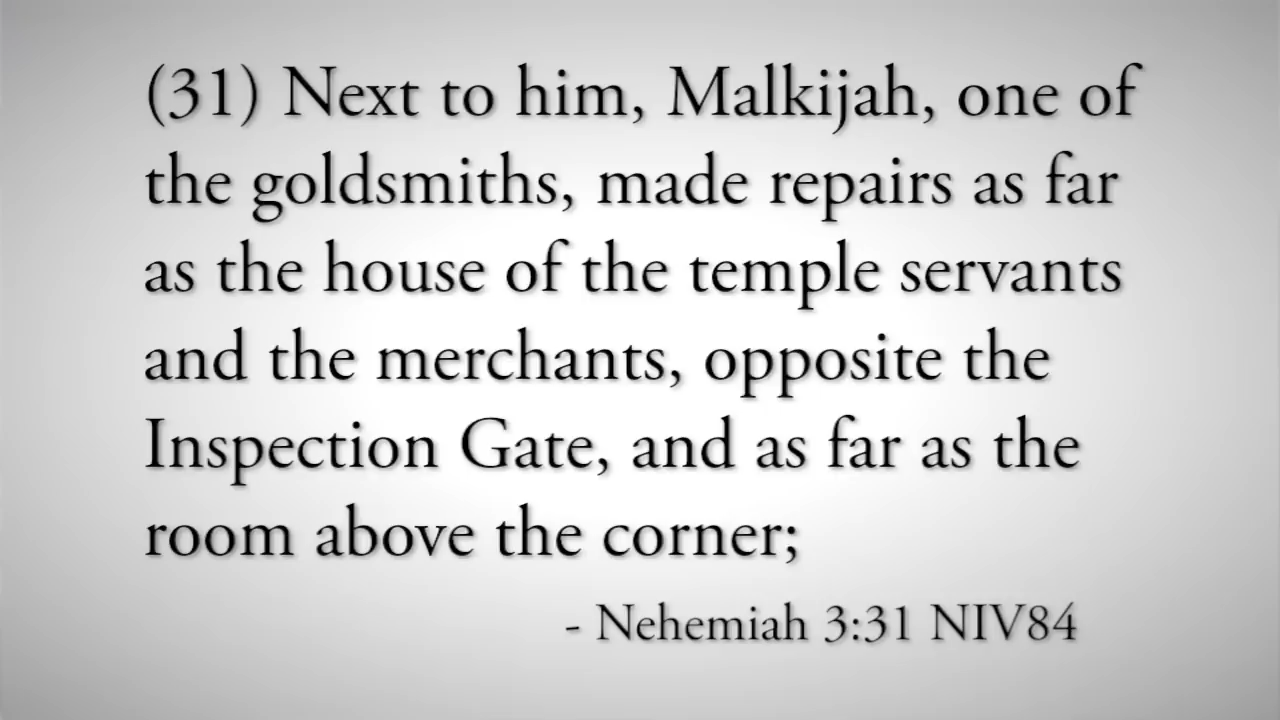 (31) Next to him, Malkijah, one of
the goldsmiths, made repairs as far
as the house of the temple servants
and the merchants, opposite the
Inspection Gate, and as far as the
room above the corner;
- Nehemiah 3:31 NIV84